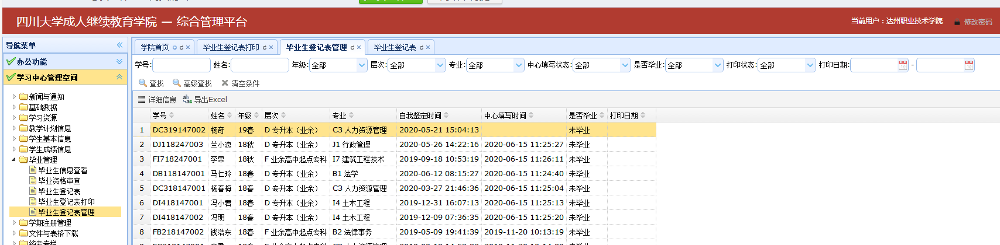 四川大学成人继续教育学院 — 综合管理平台
当前用户：达州职业技术学院 修改密码
导航菜单
办公功能
学习中心管理空间
新闻与通知
基础数据
学习资源
教学计划信息
学生基本信息
学生成绩信息
毕业管理
毕业生信息查看
毕业资格审查
毕业生登记表
毕业生登记表打印
毕业生登记表管理
学期注册管理
文件与表格下载
统考专栏
学院首页 毕业生登记表打印 毕业生登记表管理 毕业生登记表
学号: 姓名: 年级: 全部 层次: 全部 专业: 全部 中心填写状态: 全部 是否毕业: 全部 打印状态: 全部 打印日期: -
查找 高级查找 清空条件
详细信息 导出Excel
学号 姓名 年级 层次 专业 自我鉴定时间 中心填写时间 是否毕业 打印日期
1 DC319147002 杨奇 19春 D 专升本（业余） C3 人力资源管理 2020-05-21 15:04:13 未毕业
2 DJ118247003 兰小浪 18秋 D 专升本（业余） J1 行政管理 2020-05-26 14:22:16 2020-06-15 11:25:27 未毕业
3 FI718247001 李果 18秋 F 业余高中起点专科 I7 建筑工程技术 2019-09-18 10:53:19 2020-06-15 11:26:11 未毕业
4 DB118147001 马仁玲 18春 D 专升本（业余） B1 法学 2020-06-12 08:15:27 2020-06-15 11:24:40 未毕业
5 DC318147001 杨春梅 18春 D 专升本（业余） C3 人力资源管理 2020-03-27 21:46:36 2020-06-15 11:25:04 未毕业
6 DI418147001 冯小君 18春 D 专升本（业余） I4 土木工程 2019-12-31 16:07:13 2020-06-15 11:25:13 未毕业
7 DI418147002 冯明 18春 D 专升本（业余） I4 土木工程 2019-12-09 07:36:35 2020-06-15 11:25:20 未毕业
8 FB218147002 钱浩东 18春 F 业余高中起点专科 B2 法律事务 2019-05-09 19:41:39 2019-11-20 10:13:19 未毕业